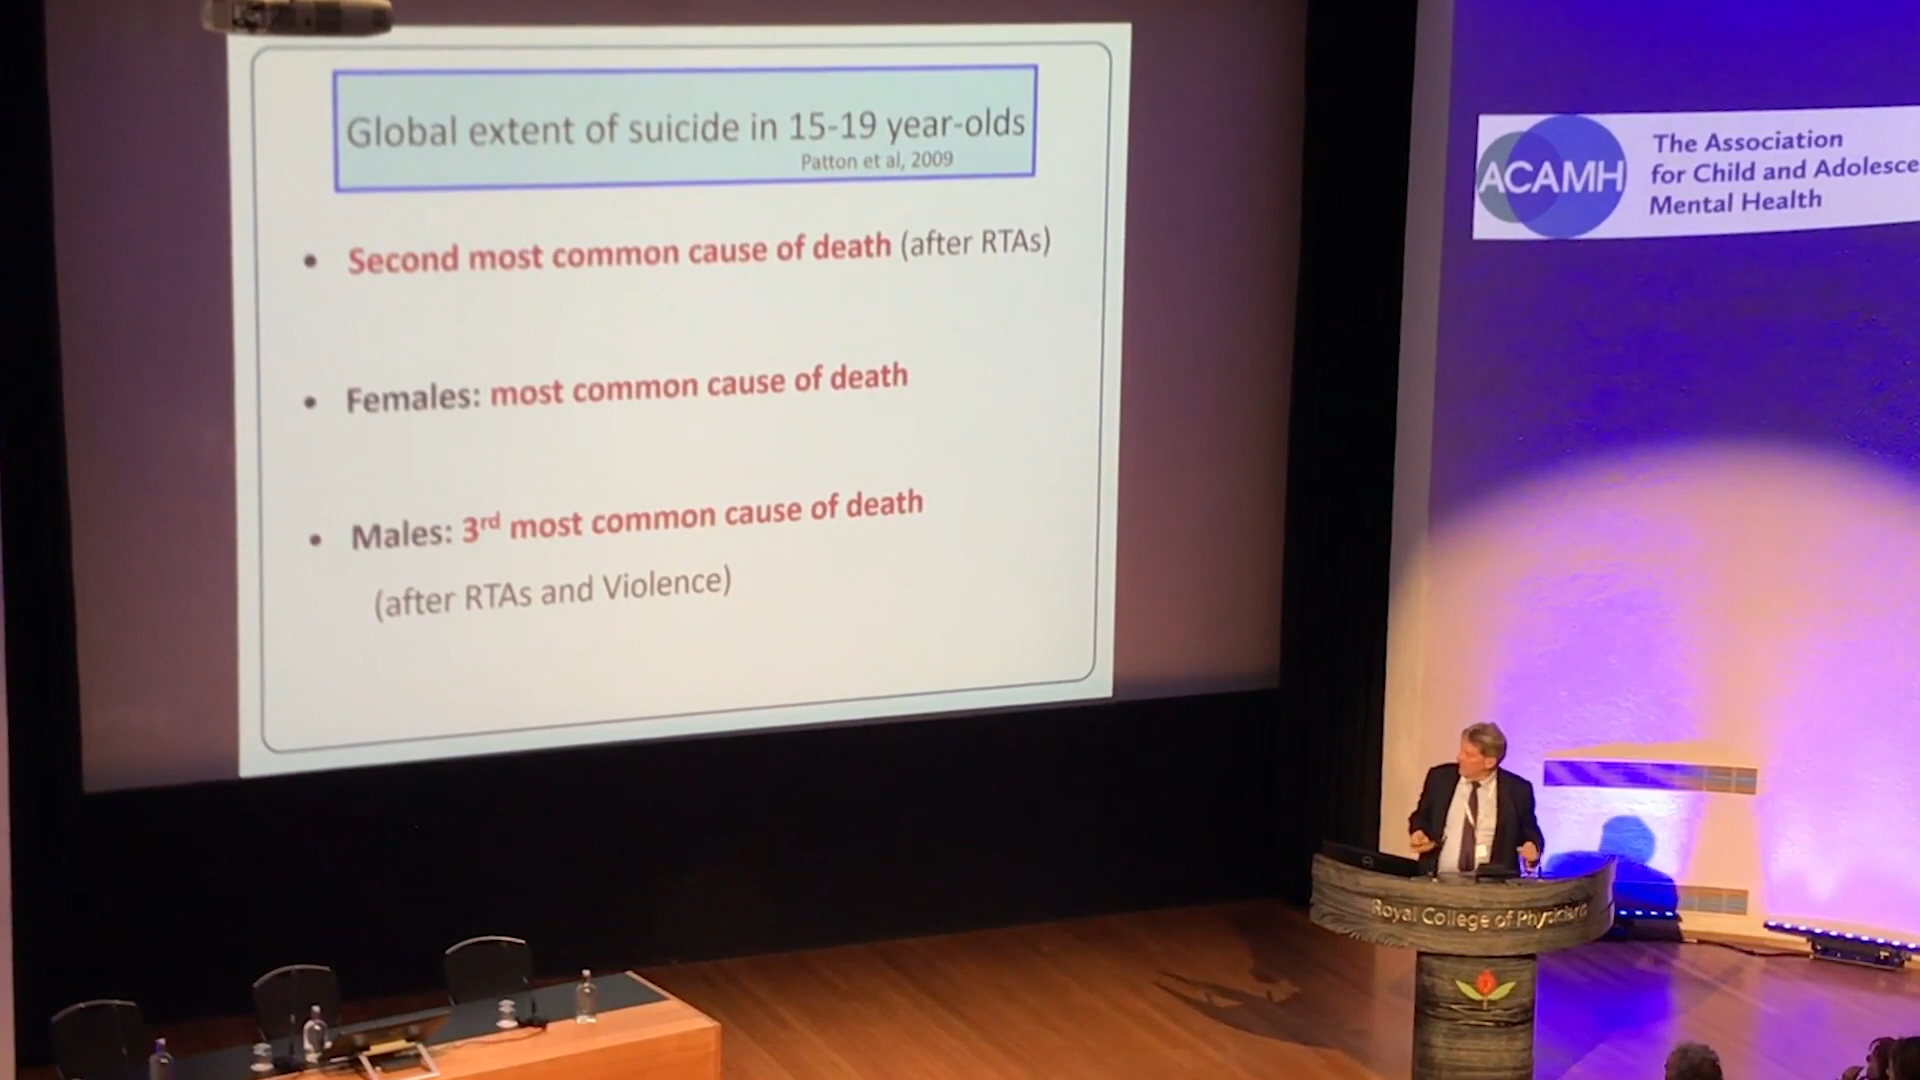 Global extent of suicide in 15-19 year-olds
Patton et al, 2009
• Second most common cause of death (after RTAs)
• Females: most common cause of death
• Males: 3rd most common cause of death
(after RTAs and Violence)
ACAMH
The Association
for Child and Adolesce
Mental Health
Royal College of Physicians